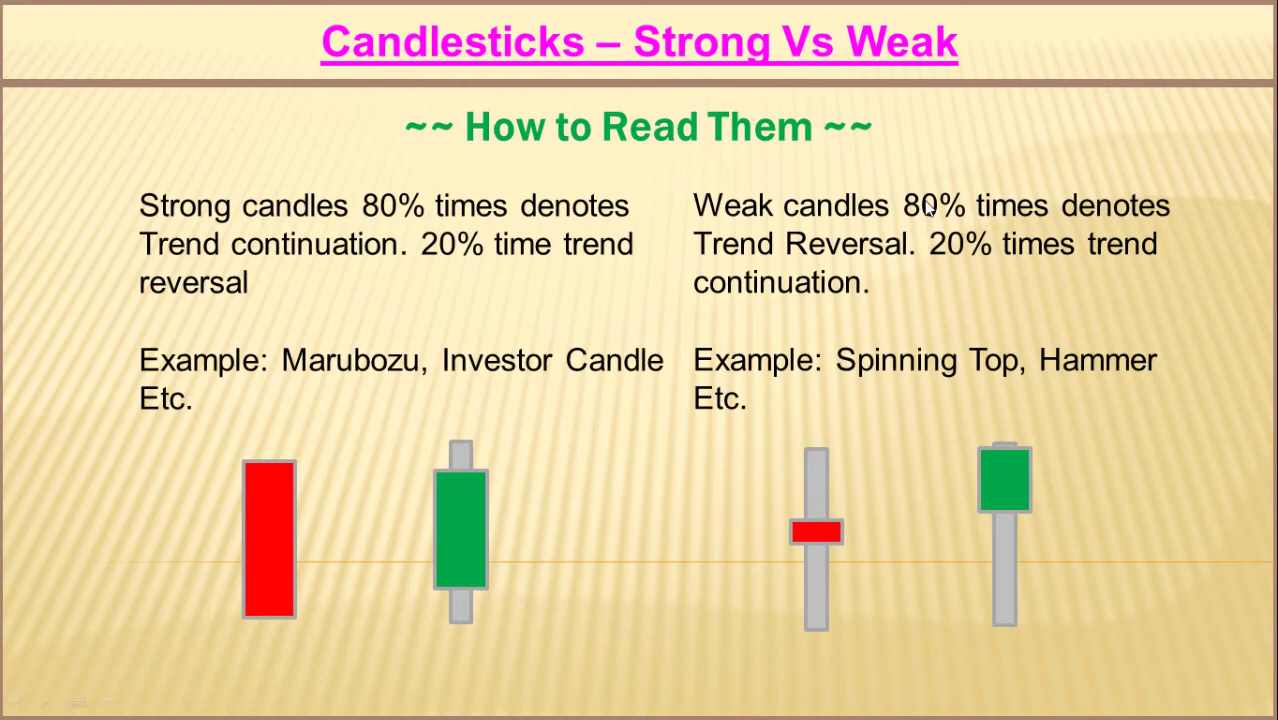 Candlesticks – Strong Vs Weak
~~ How to Read Them ~~
Strong candles 80% times denotes
Trend continuation. 20% time trend
reversal
Example: Marubozu, Investor Candle
Etc.
Weak candles 80% times denotes
Trend Reversal. 20% times trend
continuation.
Example: Spinning Top, Hammer
Etc.